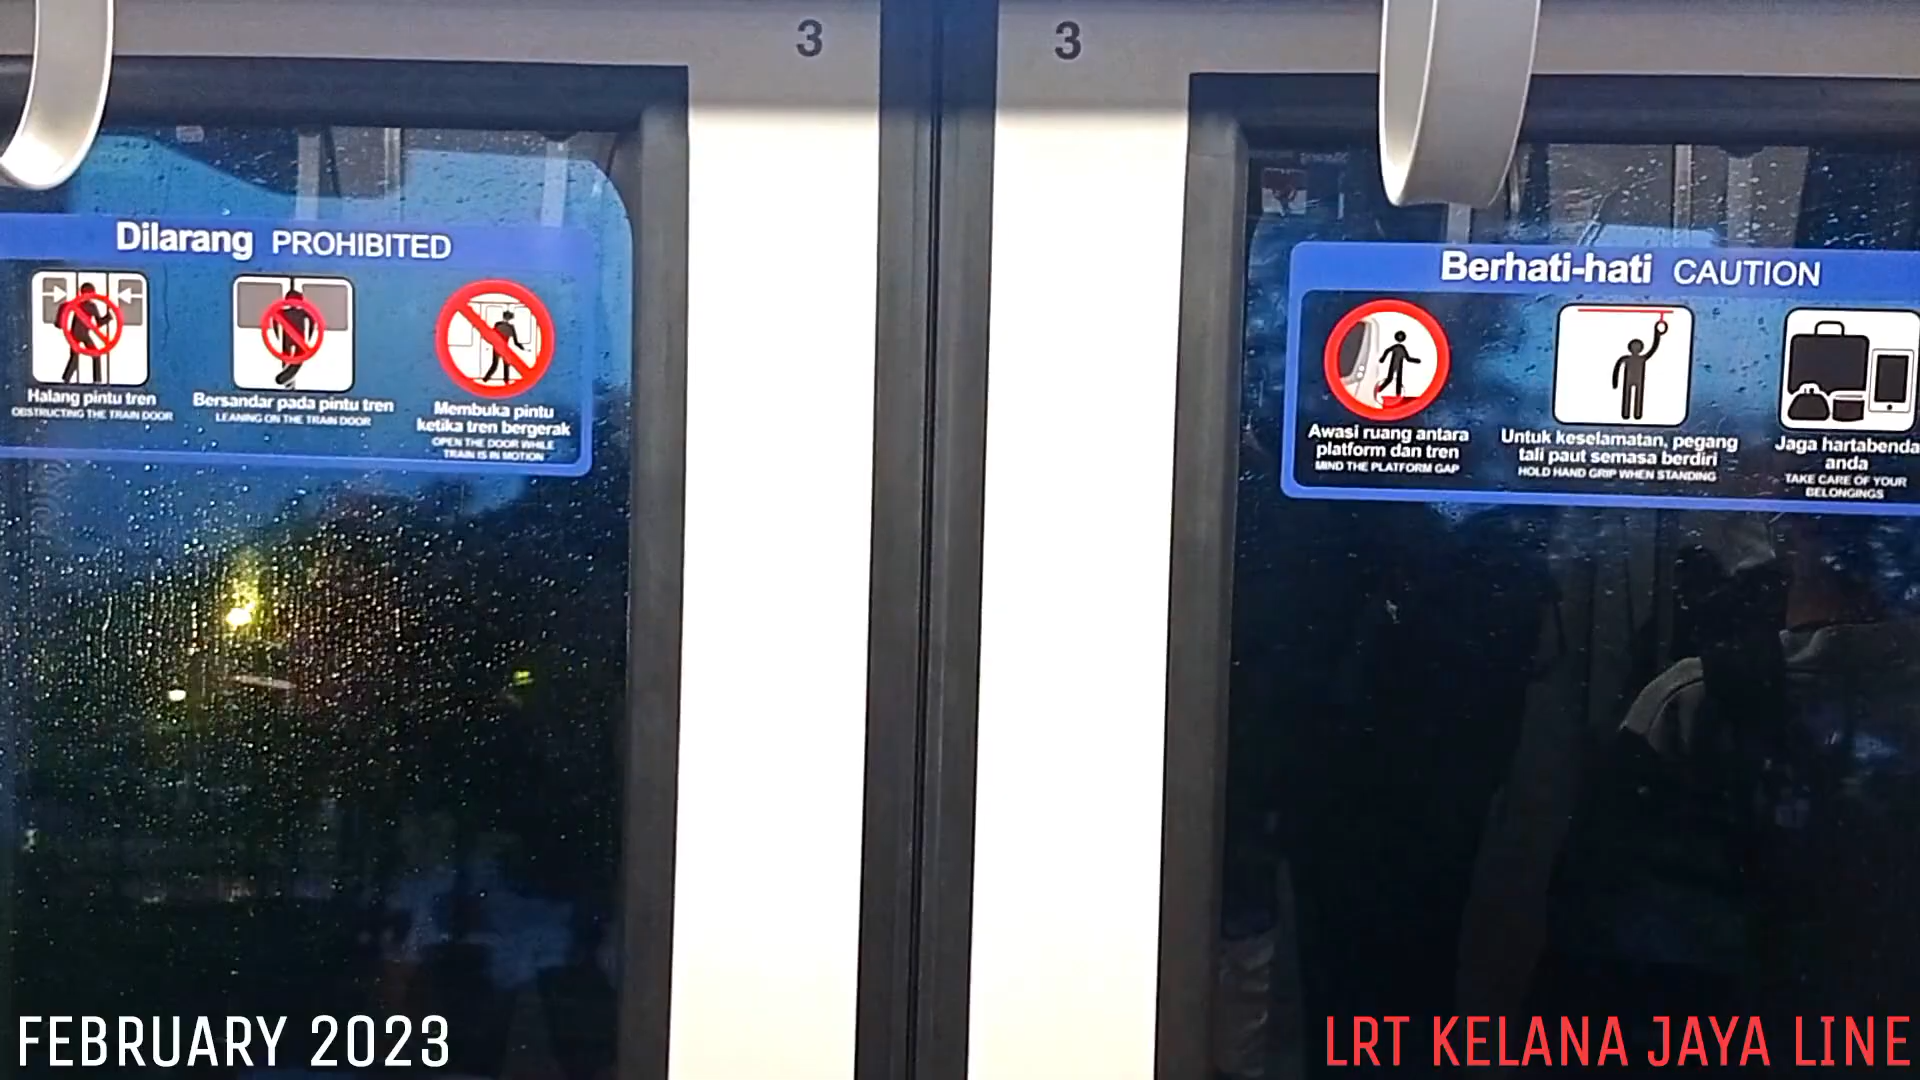 3
3
Dilarang PROHIBITED
Halang pintu tren
OBSTRUCTING THE TRAIN DOOR
Bersandar pada pintu tren
LEANING ON THE TRAIN DOOR
Membuka pintu
ketika tren bergerak
OPEN THE DOOR WHILE
TRAIN IS IN MOTION
Berhati-hati CAUTION
Awasi ruang antara
platform dan tren
MIND THE PLATFORM GAP
Untuk keselamatan, pegang
tali paut semasa berdiri
HOLD HAND GRIP WHEN STANDING
Jaga hartabenda
anda
TAKE CARE OF YOUR
BELONGINGS
FEBRUARY 2023
LRT KELANA JAYA LINE